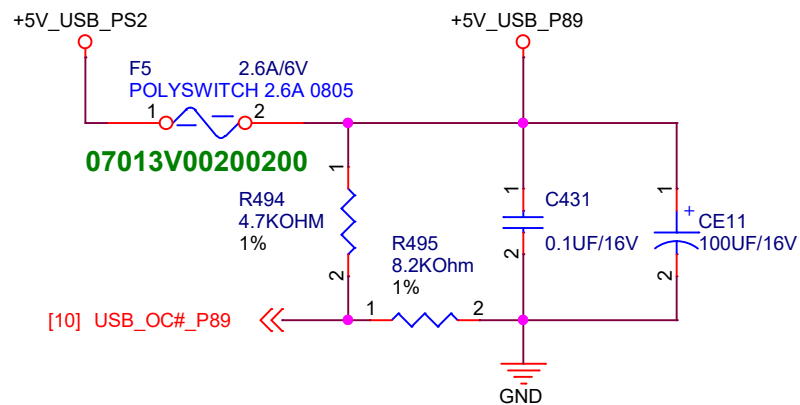 +5V_USB_PS2
+5V_USB_P89
F5 2.6A/6V
POLYSWITCH 2.6A 0805
1 2
07013V00200200
1
R494
4.7KOHM
1%
2
R495
8.2KOhm
1%
1 2
1
C431
0.1UF/16V
2
1
+
CE11
100UF/16V
2
[10] USB_OC#_P89
GND